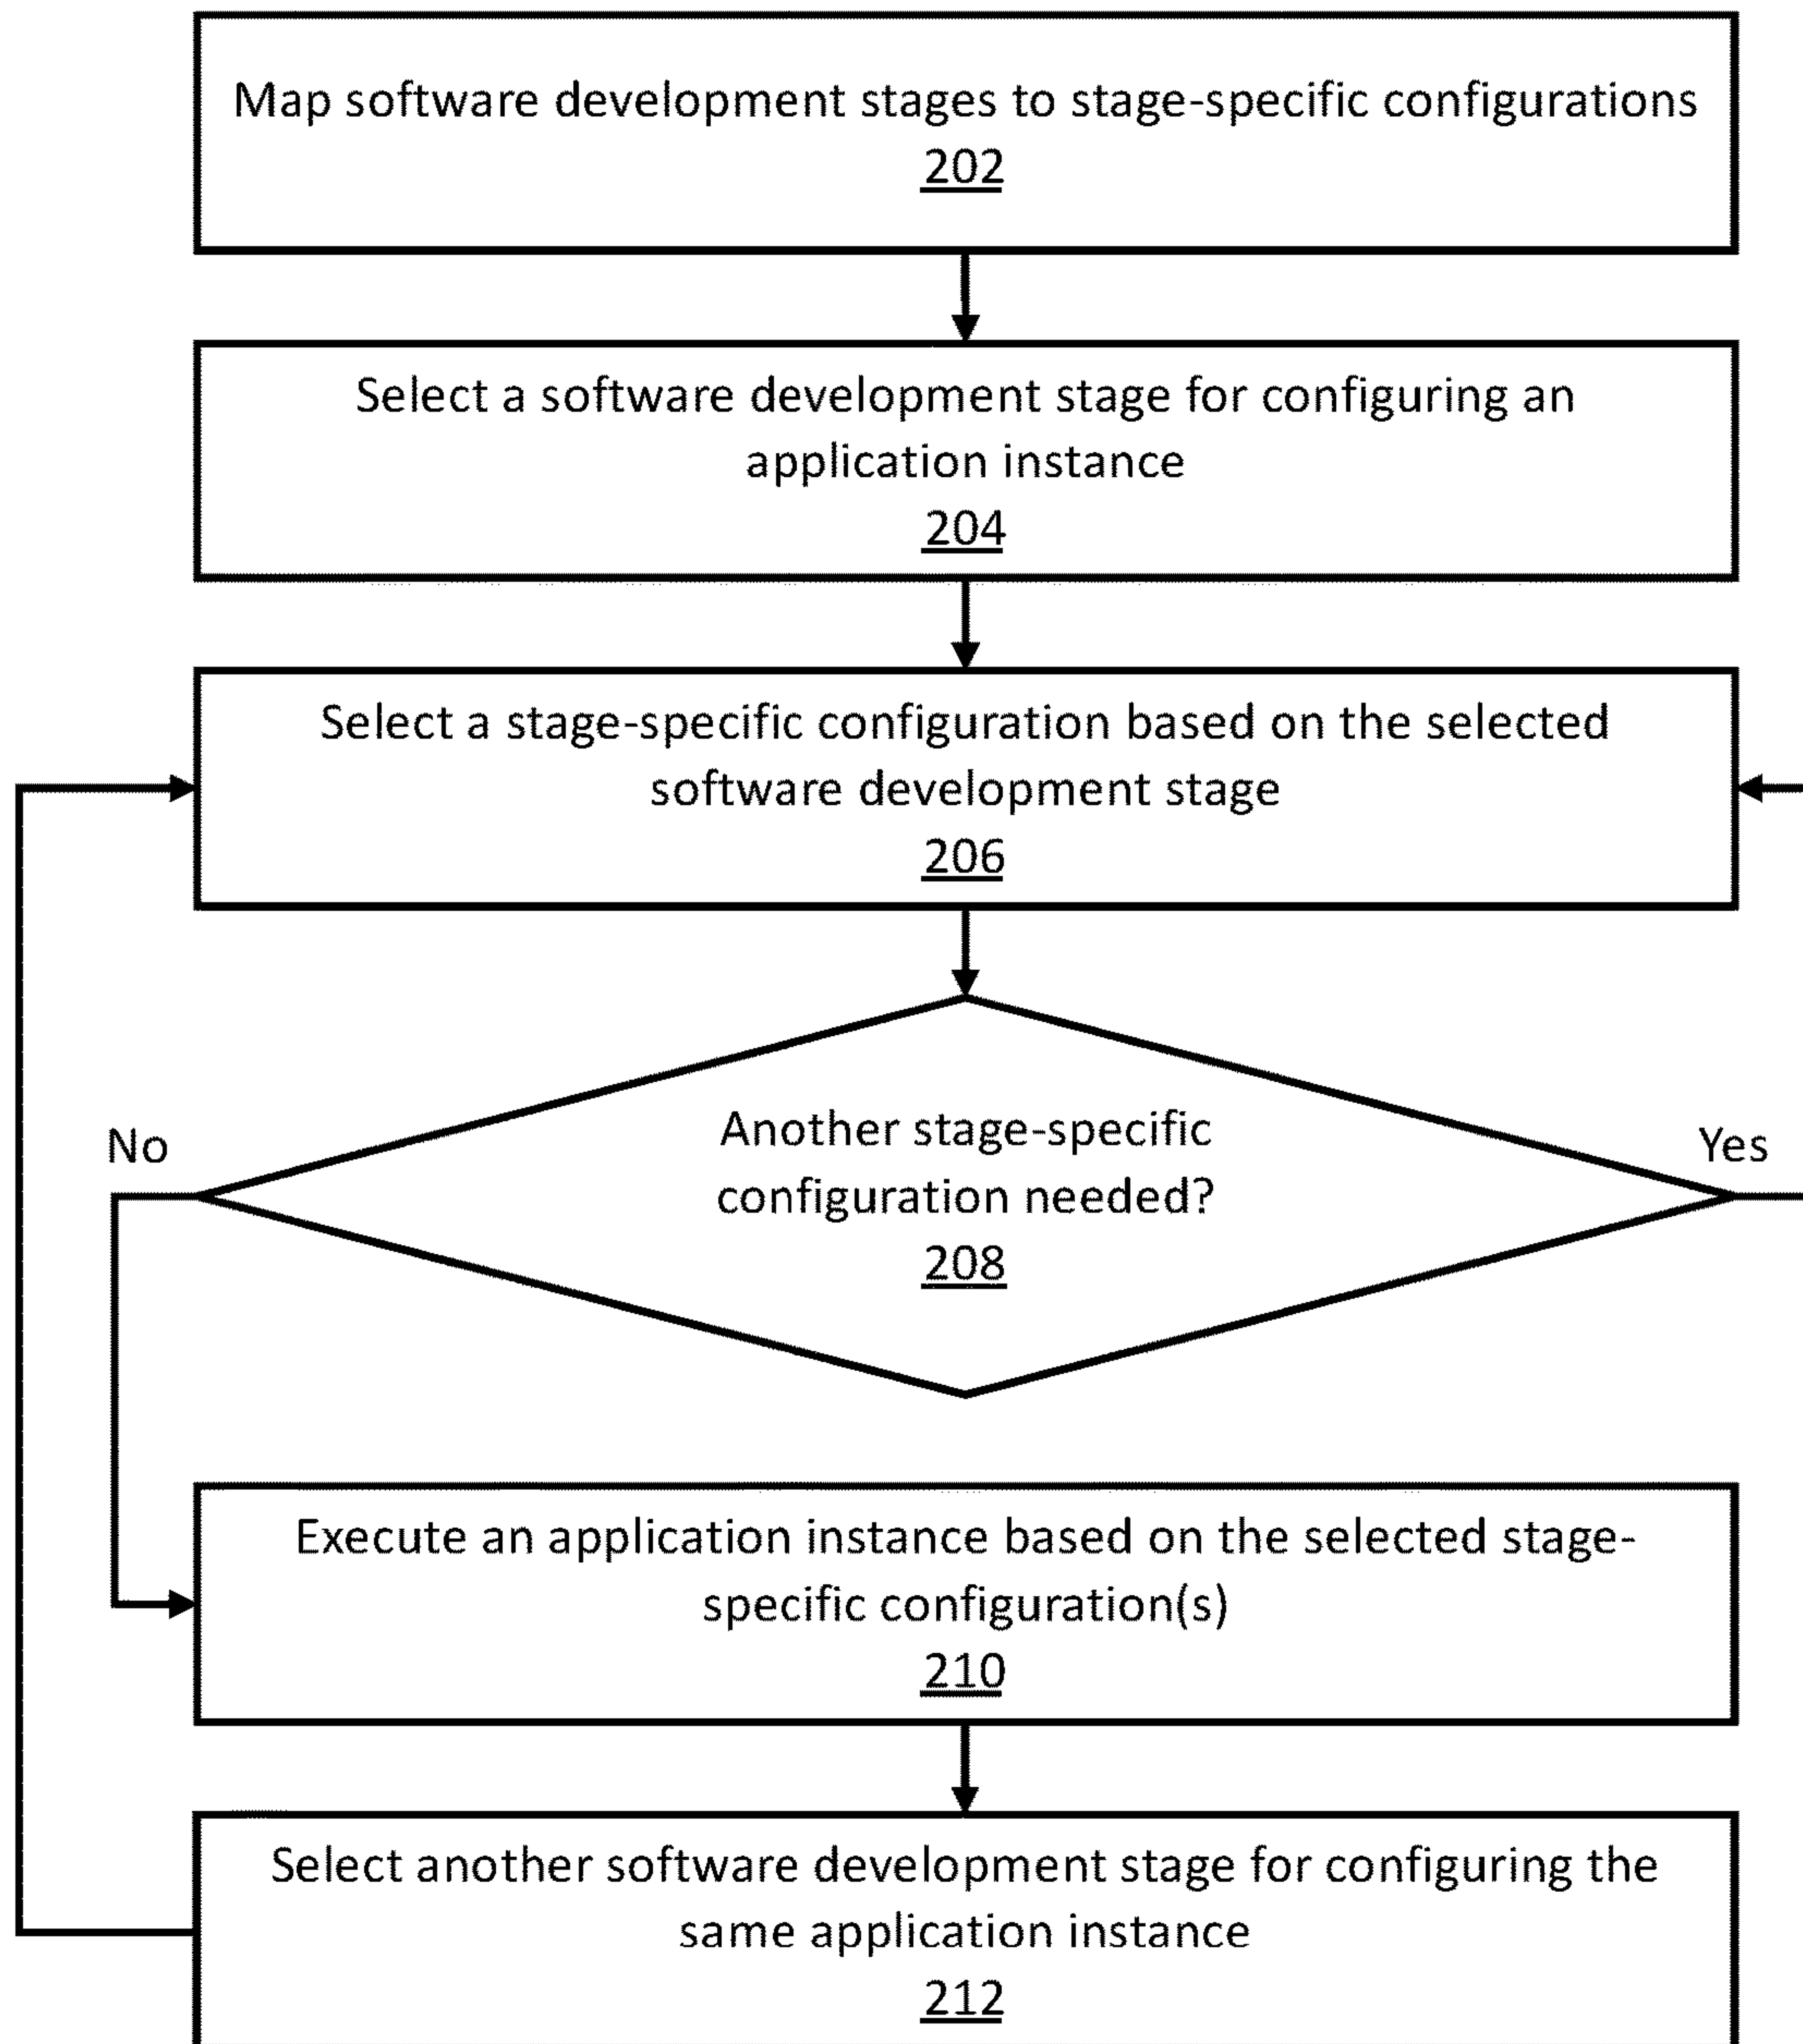 Map software development stages to stage-specific configurations
202
Select a software development stage for configuring an
application instance
204
Select a stage-specific configuration based on the selected
software development stage
206
Another stage-specific
configuration needed?
208
No
Yes
Execute an application instance based on the selected stage-
specific configuration(s)
210
Select another software development stage for configuring the
same application instance
212